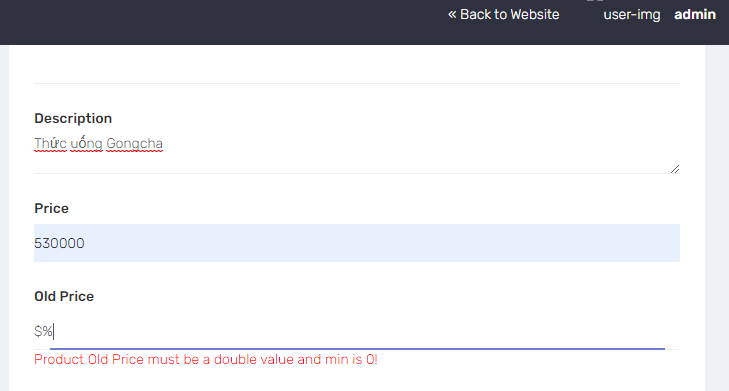 « Back to Website user-img admin
Description
Thức uống Gongcha
Price
530000
Old Price
$%
Product Old Price must be a double value and min is 0!